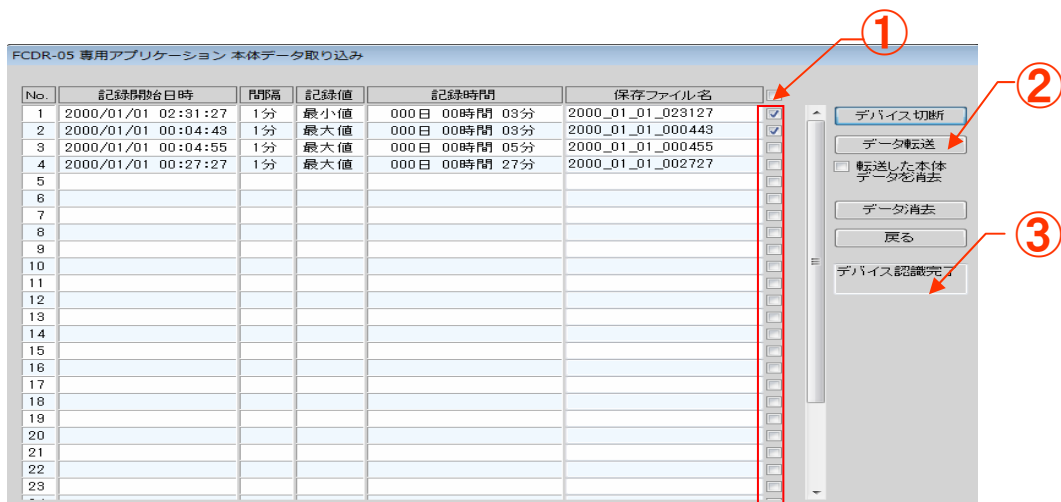 ①
FCDR-05 専用アプリケーション 本体データ取り込み
②
No. 記録開始日時 間隔 記録値 記録時間 保存ファイル名
1 2000/01/01 02:31:27 1分 最小値 000日 00時間 03分 2000_01_01_023127
2 2000/01/01 00:04:43 1分 最大値 000日 00時間 03分 2000_01_01_000443
3 2000/01/01 00:04:55 1分 最大値 000日 00時間 05分 2000_01_01_000455
4 2000/01/01 00:27:27 1分 最大値 000日 00時間 27分 2000_01_01_002727
5
6
7
8
9
10
11
12
13
14
15
16
17
18
19
20
21
22
23
デバイス切断
データ転送
転送した本体
データを消去
データ消去
戻る
③
デバイス認識完了